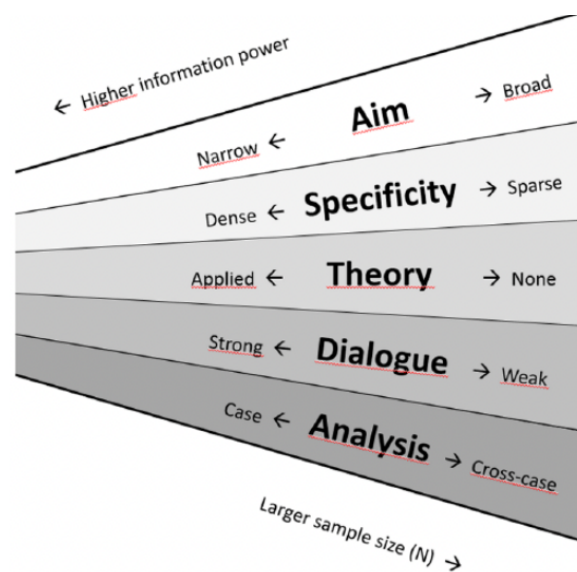 ← Higher information power
Narrow ← Aim → Broad
Dense ← Specificity → Sparse
Applied ← Theory → None
Strong ← Dialogue → Weak
Case ← Analysis → Cross-case
Larger sample size (N) →